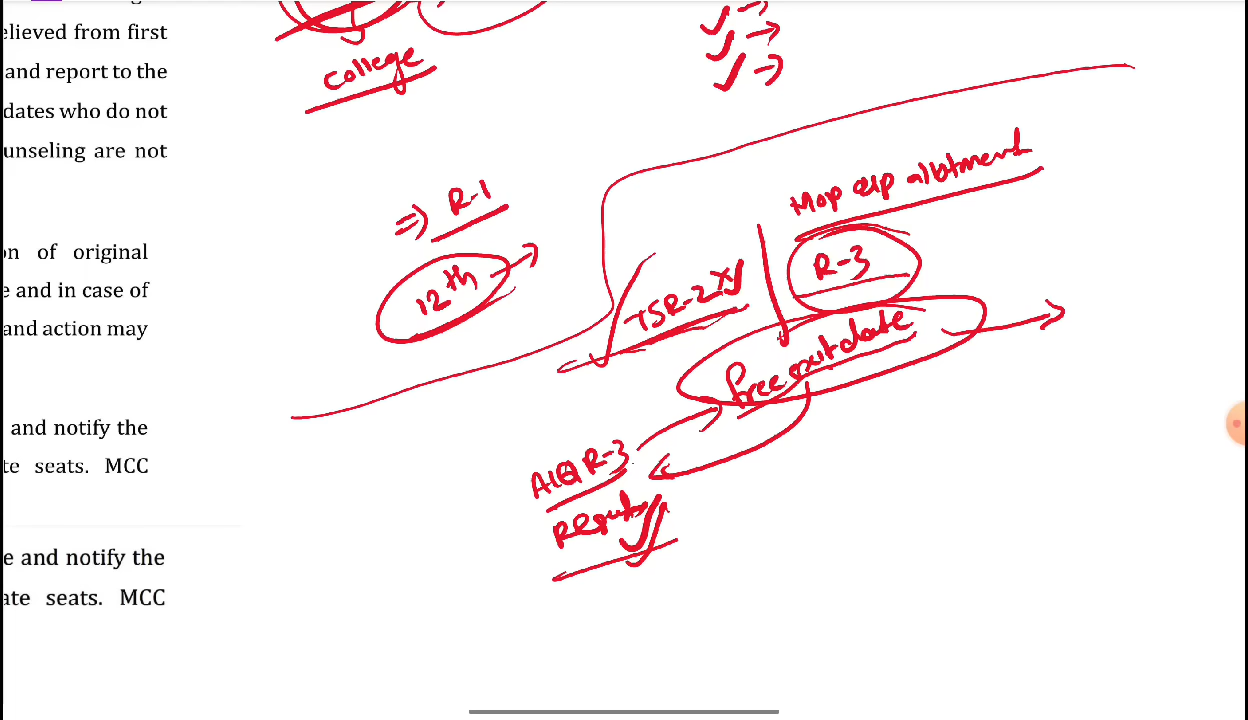 elieved from first
and report to the
dates who do not
unseling are not
on of original
e and in case of
and action may
and notify the
te seats. MCC
e and notify the
ate seats. MCC
college
⇒ R-1
12th →
Mop up allotment
R-3
TSR-2
free exit date
AIQ R-3
Results